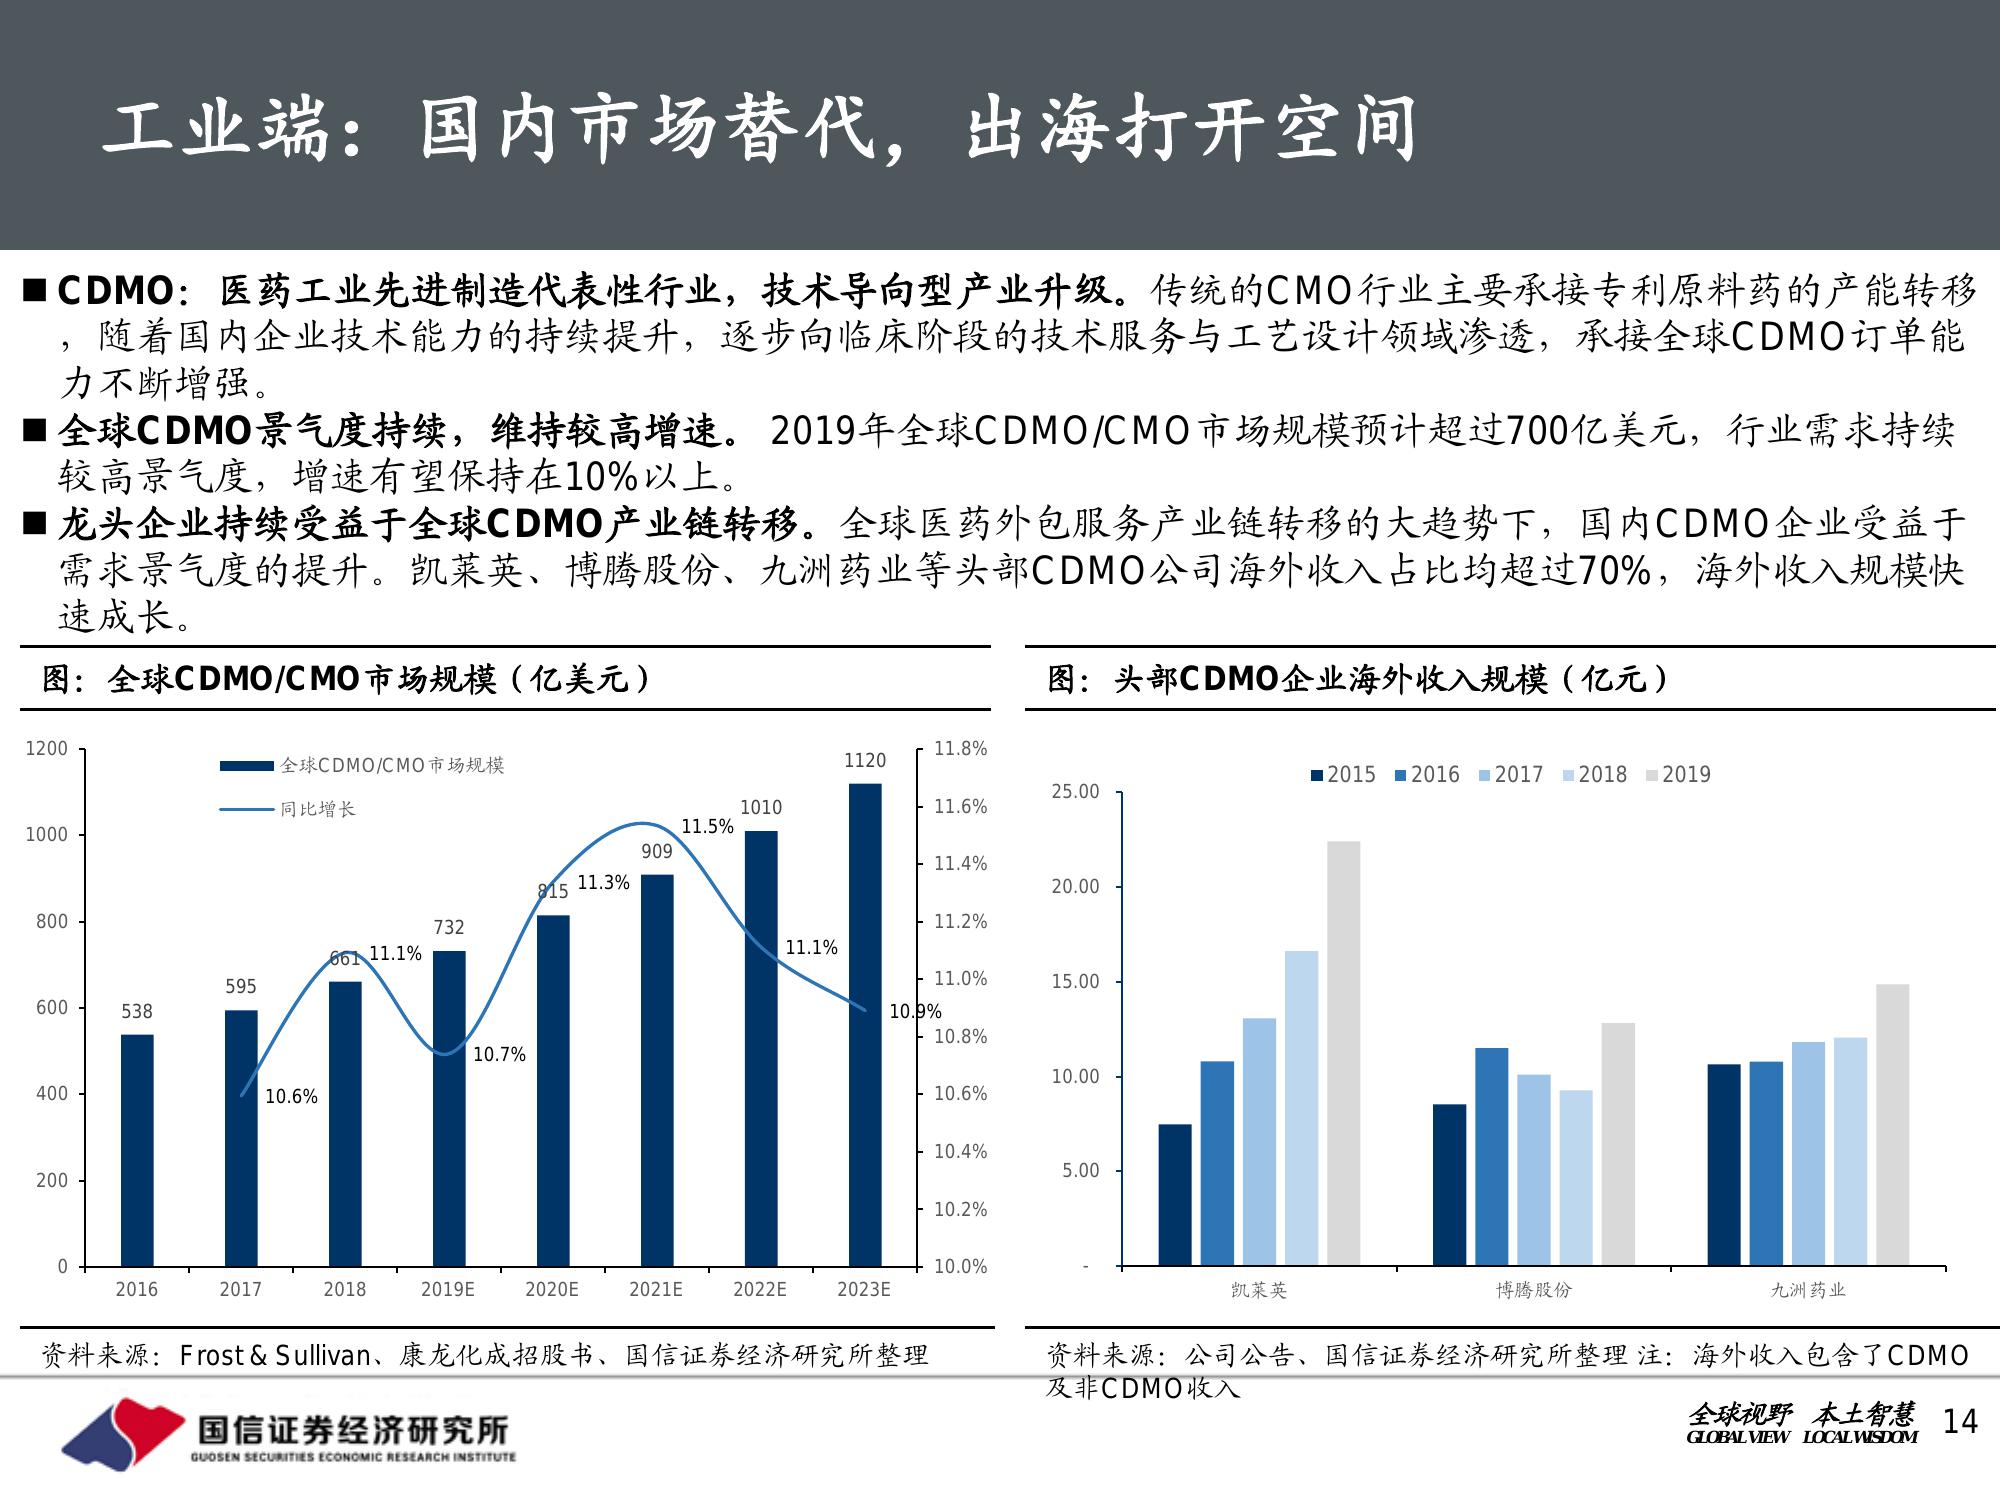 工业端：国内市场替代，出海打开空间
■CDMO：医药工业先进制造代表性行业，技术导向型产业升级。传统的CMO行业主要承接专利原料药的产能转移
，随着国内企业技术能力的持续提升，逐步向临床阶段的技术服务与工艺设计领域渗透，承接全球CDMO订单能
力不断增强。
■全球CDMO景气度持续，维持较高增速。2019年全球CDMO/CMO市场规模预计超过700亿美元，行业需求持续
较高景气度，增速有望保持在10%以上。
■龙头企业持续受益于全球CDMO产业链转移。全球医药外包服务产业链转移的大趋势下，国内CDMO企业受益于
需求景气度的提升。凯莱英、博腾股份、九洲药业等头部CDMO公司海外收入占比均超过70%，海外收入规模快
速成长。
图：全球CDMO/CMO市场规模（亿美元）
1200
1000
800
600
400
200
0
全球CDMO/CMO市场规模
同比增长
538
595
661
732
815
909
1010
1120
10.6%
11.1%
10.7%
11.3%
11.5%
11.1%
10.9%
11.8%
11.6%
11.4%
11.2%
11.0%
10.8%
10.6%
10.4%
10.2%
10.0%
2016 2017 2018 2019E 2020E 2021E 2022E 2023E
资料来源：Frost & Sullivan、康龙化成招股书、国信证券经济研究所整理
图：头部CDMO企业海外收入规模（亿元）
2015 2016 2017 2018 2019
25.00
20.00
15.00
10.00
5.00
-
凯莱英 博腾股份 九洲药业
资料来源：公司公告、国信证券经济研究所整理 注：海外收入包含了CDMO
及非CDMO收入
国信证券经济研究所
GUOSEN SECURITIES ECONOMIC RESEARCH INSTITUTE
全球视野 本土智慧
GLOBAL VIEW LOCAL WISDOM
14